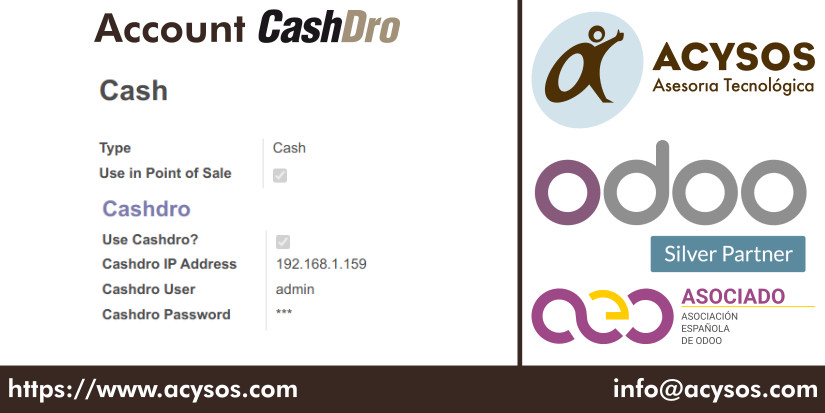 Account CashDro
Cash
Type Cash
Use in Point of Sale
Cashdro
Use Cashdro?
Cashdro IP Address 192.168.1.159
Cashdro User admin
Cashdro Password ***
ACYSOS
Asesoría Tecnológica
odoo
Silver Partner
aeo ASOCIADO
ASOCIACIÓN
ESPAÑOLA
DE ODOO
https://www.acysos.com
info@acysos.com